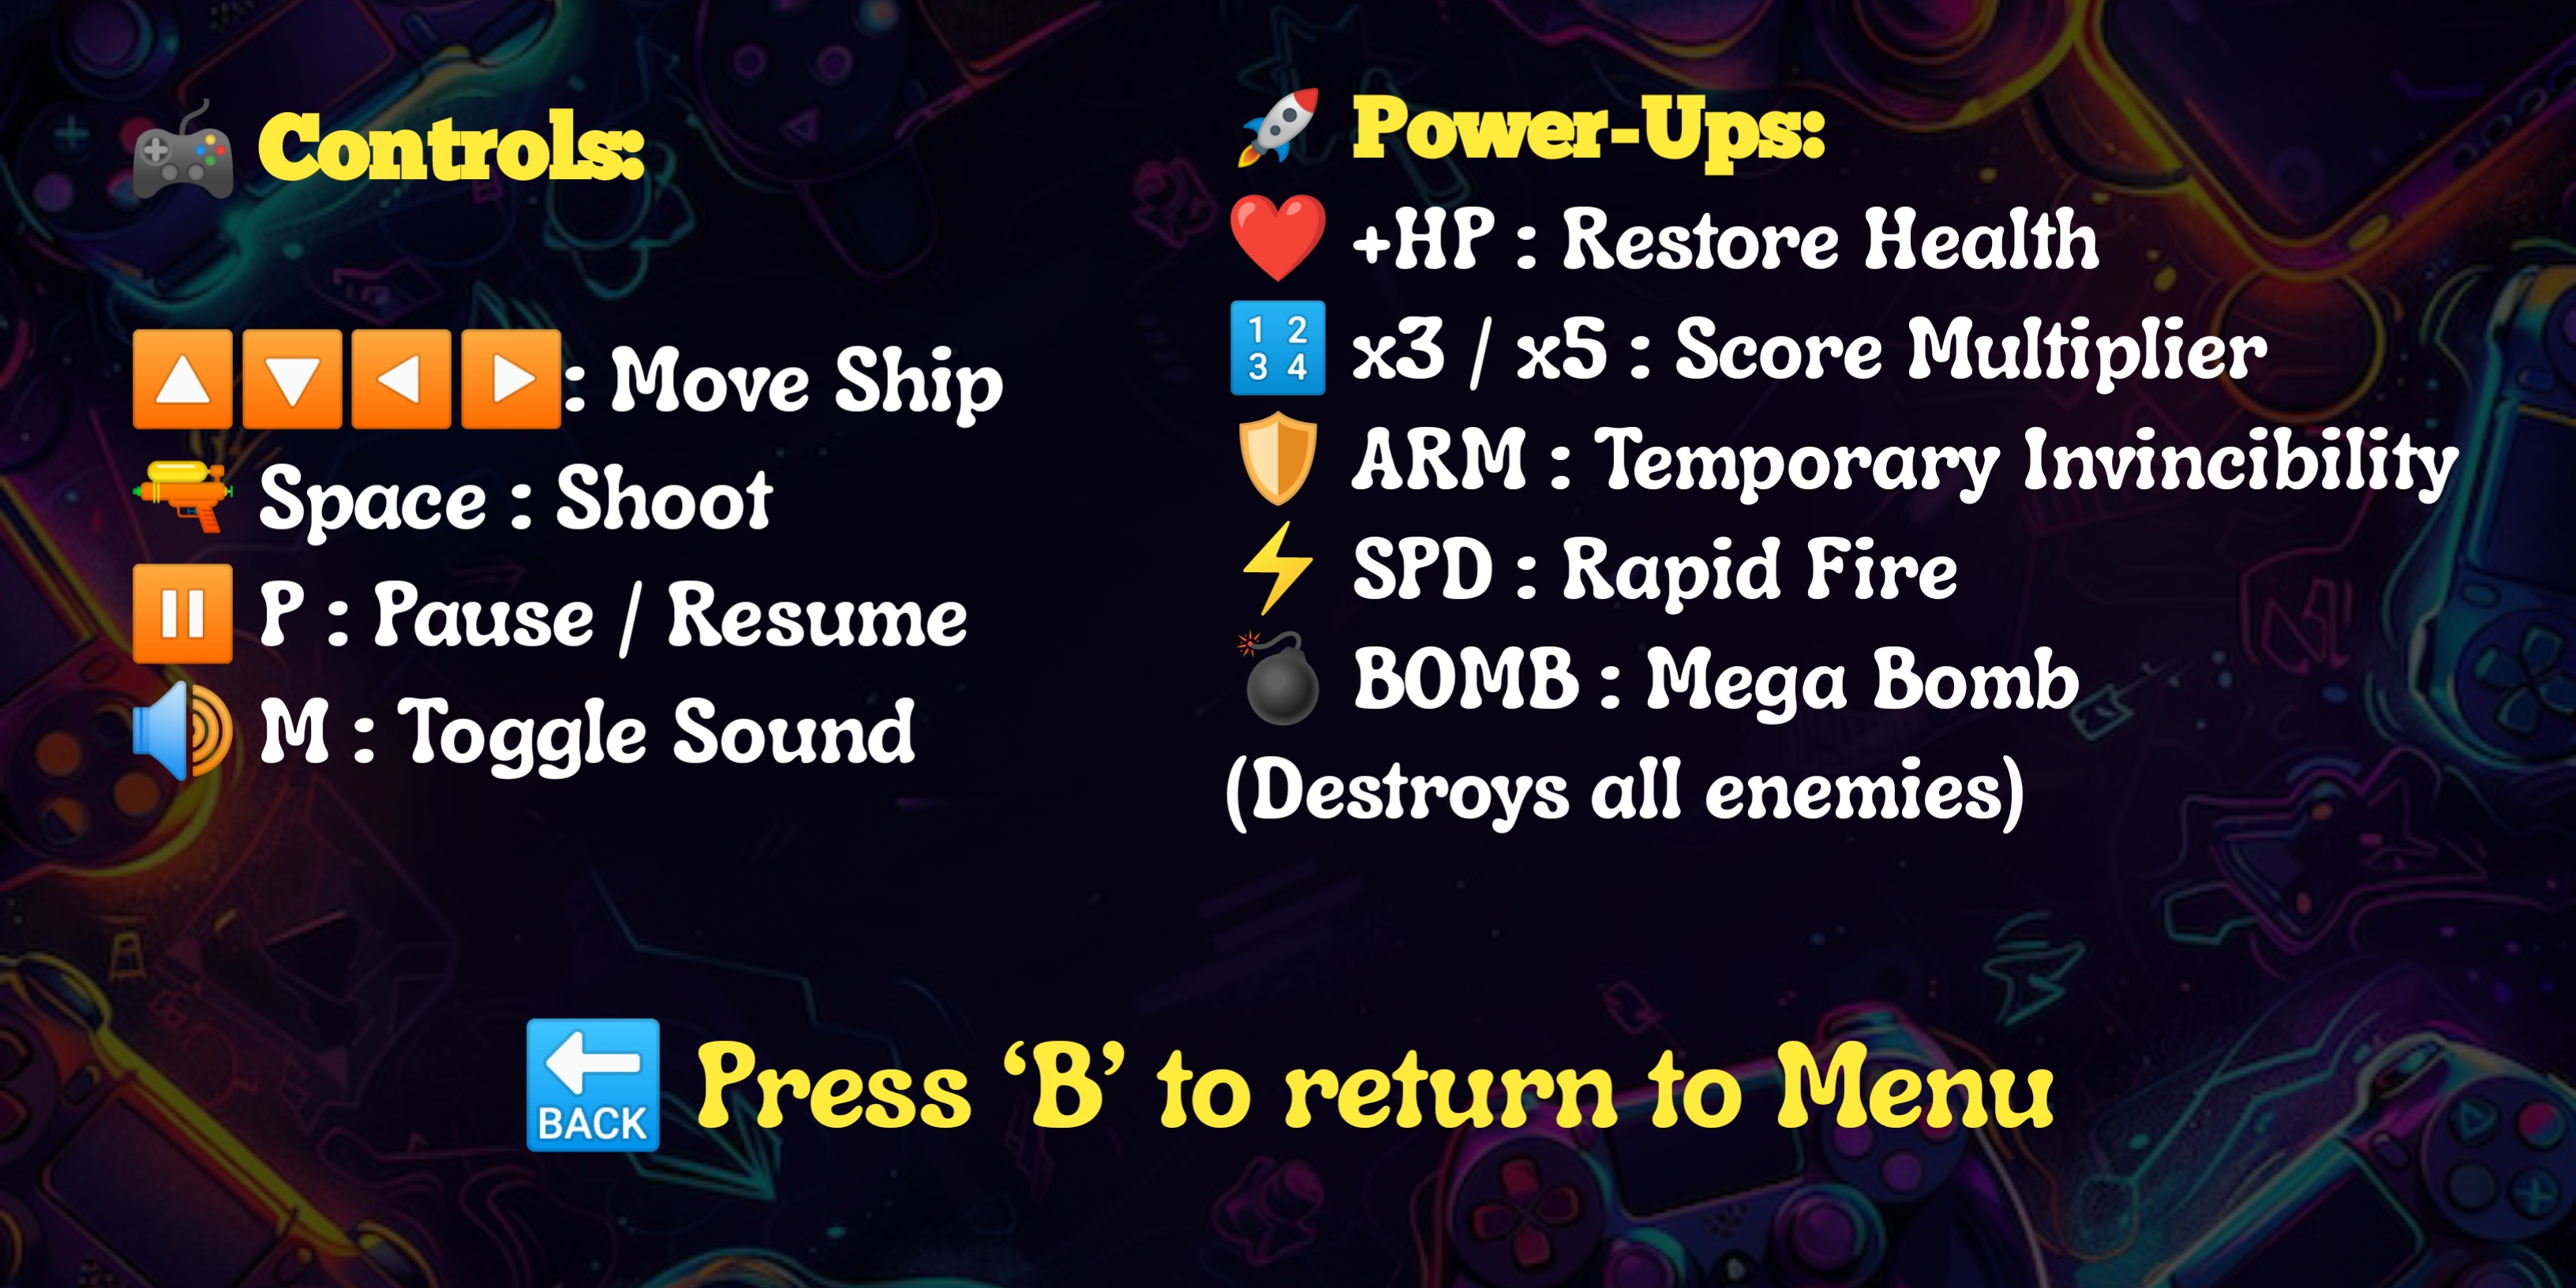 🎮 Controls:
🔼🔽◀️▶️: Move Ship
🔫 Space : Shoot
⏸️ P : Pause / Resume
🔊 M : Toggle Sound
🚀 Power-Ups:
❤️ +HP : Restore Health
🔢 x3 / x5 : Score Multiplier
🛡️ ARM : Temporary Invincibility
⚡ SPD : Rapid Fire
💣 BOMB : Mega Bomb
(Destroys all enemies)
🔙 Press ‘B’ to return to Menu